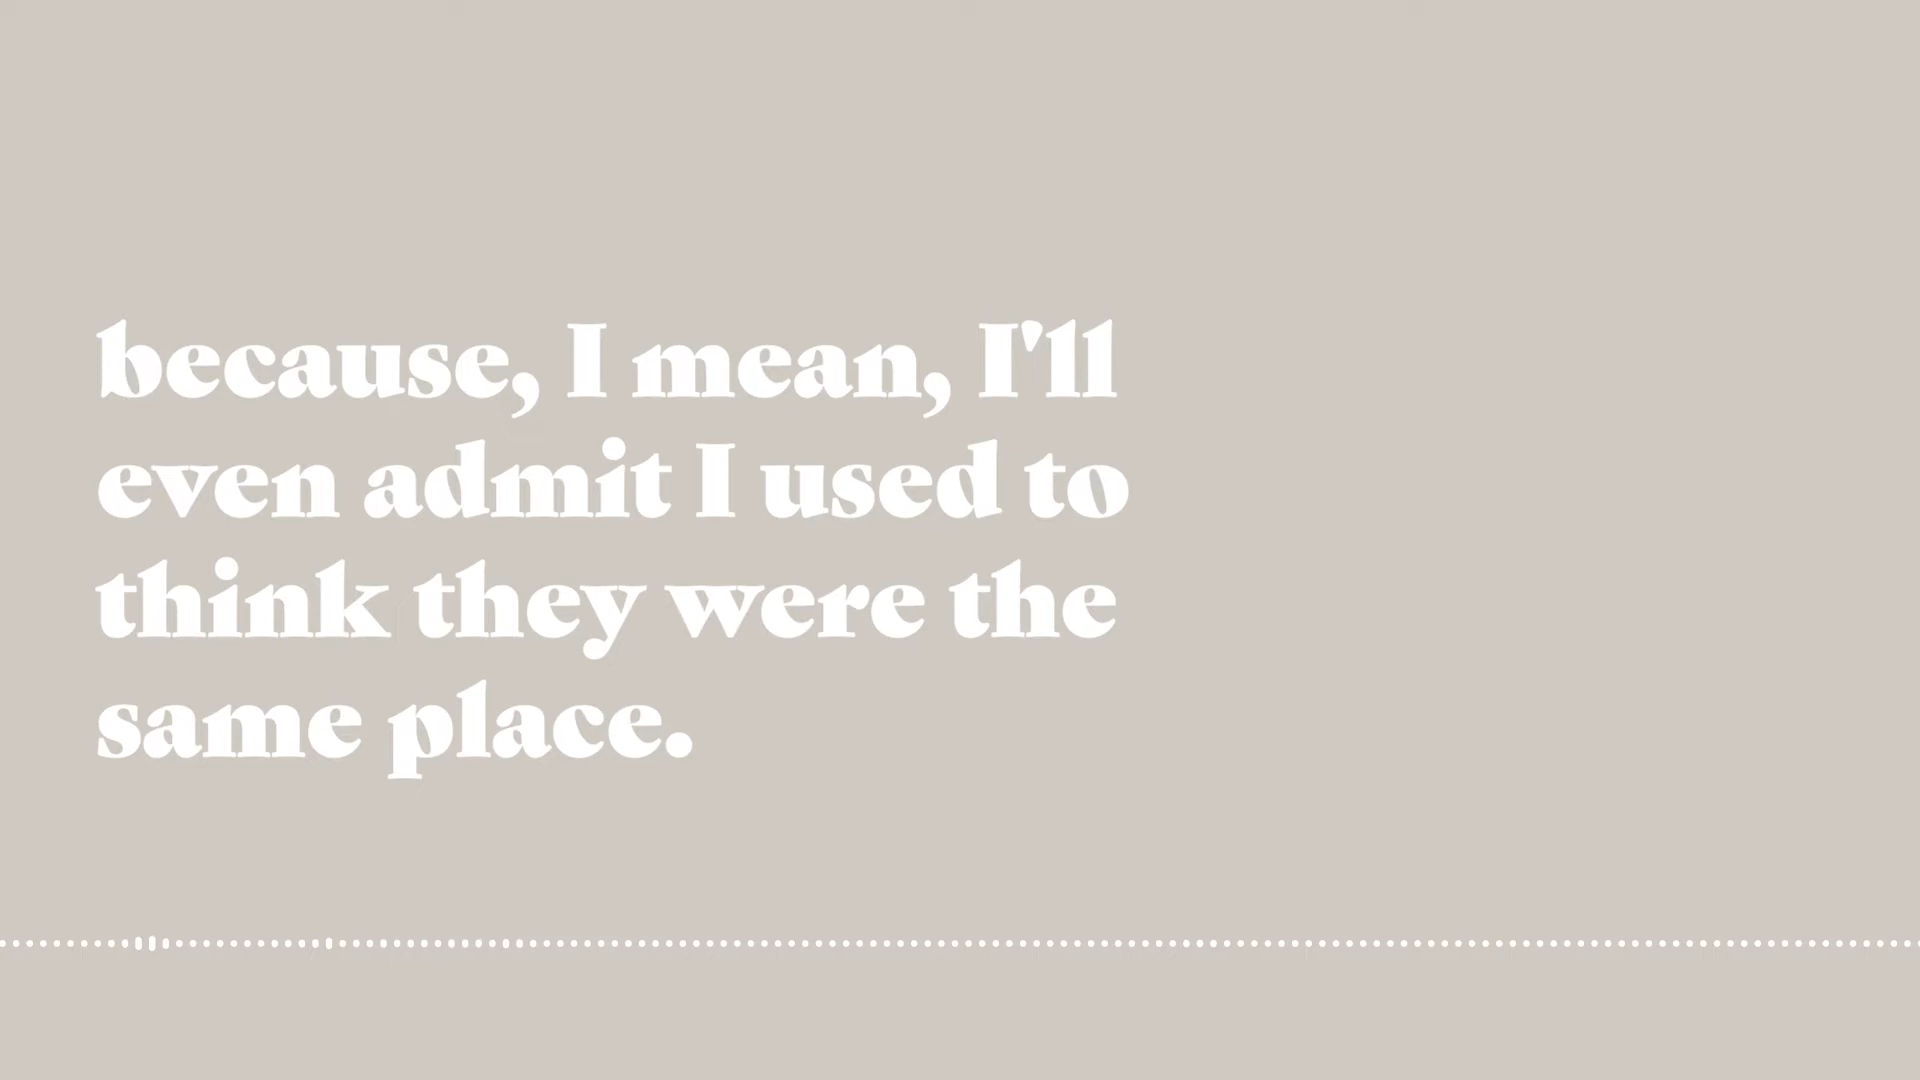 because, I mean, I'll
even admit I used to
think they were the
same place.